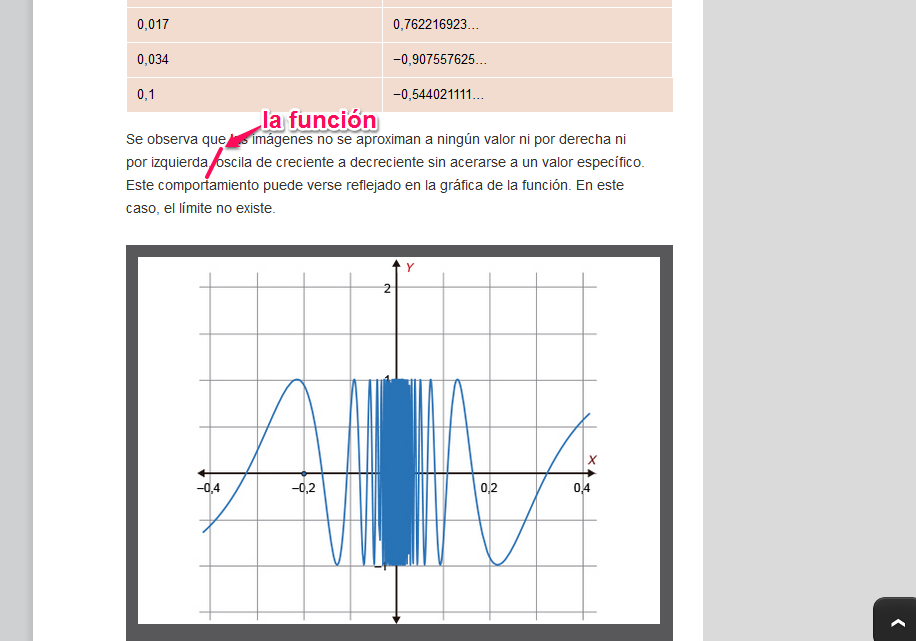 0,017 0,762216923...
0,034 −0,907557625...
0,1 −0,544021111...
la función
Se observa que las imágenes no se aproximan a ningún valor ni por derecha ni
por izquierda, oscila de creciente a decreciente sin acerarse a un valor específico.
Este comportamiento puede verse reflejado en la gráfica de la función. En este
caso, el límite no existe.
Y
2
1
X
−0,4 −0,2 0,2 0,4
−1